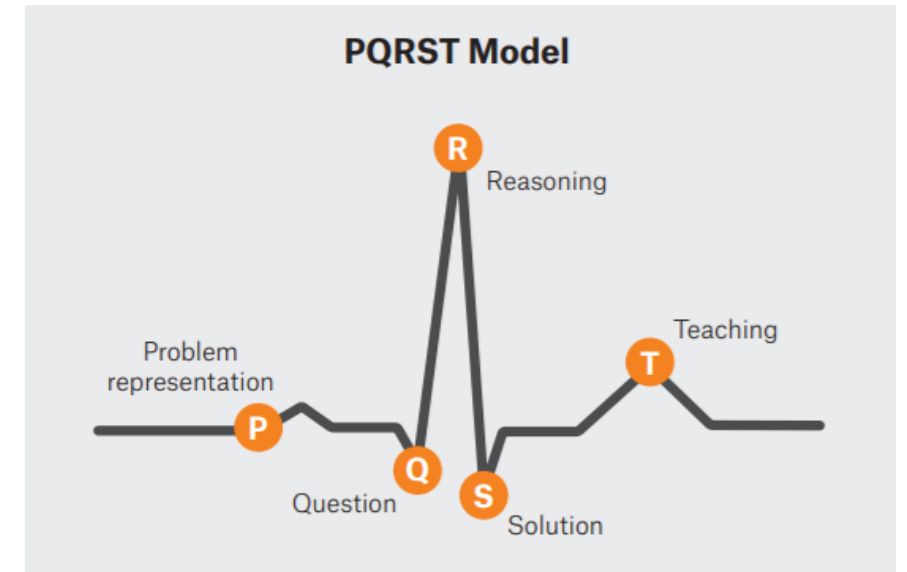 PQRST Model
R
Reasoning
Teaching
T
Problem
representation
P
Q
Question
S
Solution